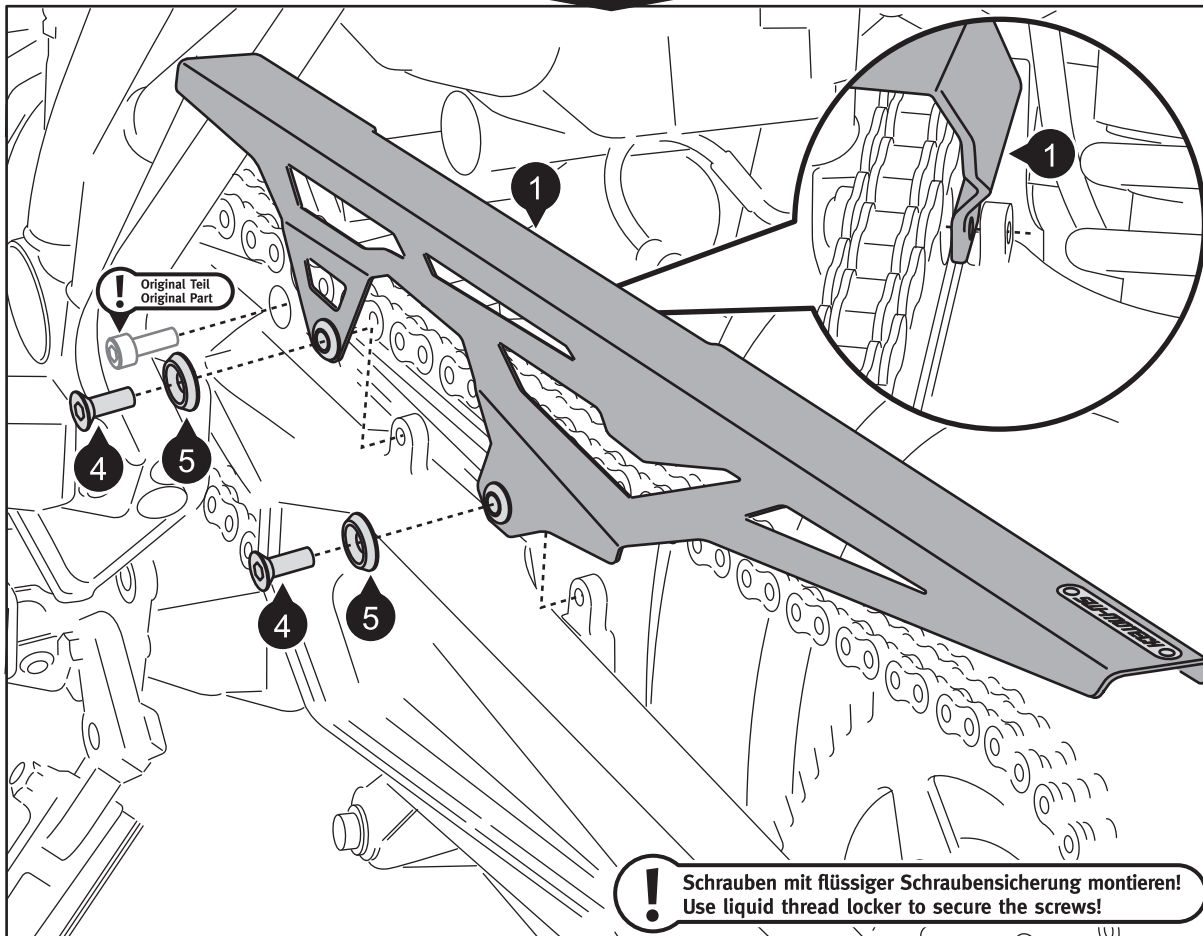 1
1
Original Teil
Original Part
4
5
4
5
Schrauben mit flüssiger Schraubensicherung montieren!
Use liquid thread locker to secure the screws!